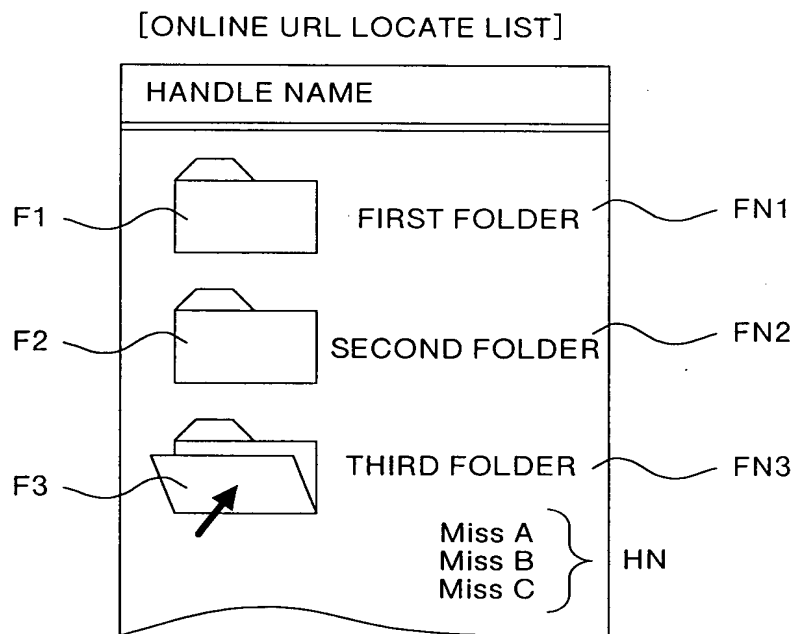 [ONLINE URL LOCATE LIST]
HANDLE NAME
F1 FIRST FOLDER FN1
F2 SECOND FOLDER FN2
F3 THIRD FOLDER FN3
Miss A
Miss B HN
Miss C